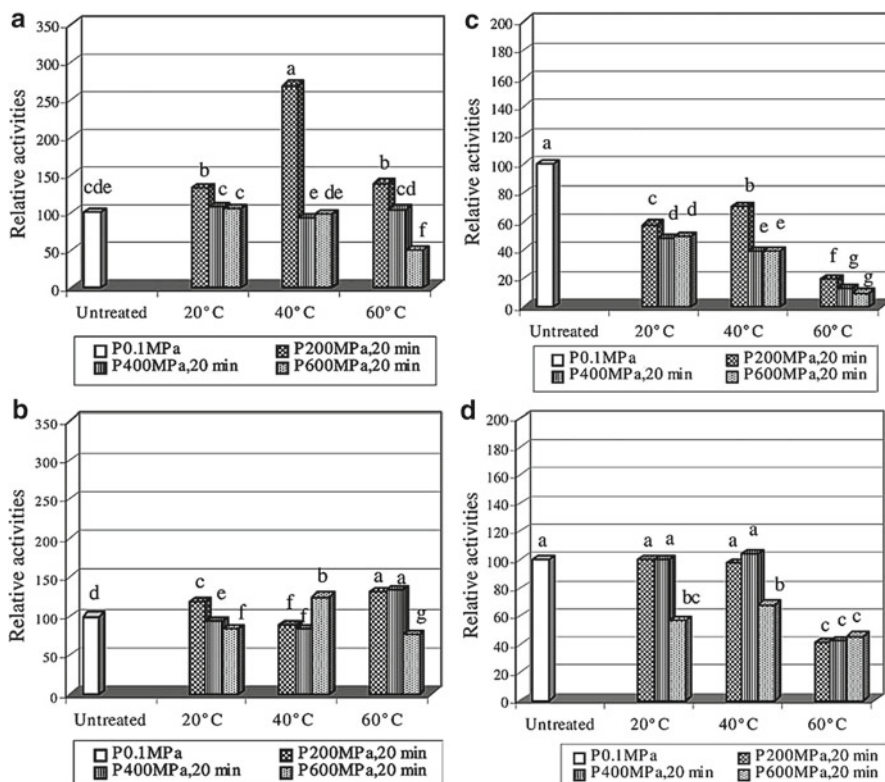 a
Relative activities
350
300
250
200
150
100
50
0
cde
b
c
c
a
e
de
b
cd
f
Untreated
20°C
40°C
60°C
P0.1MPa
P200MPa,20 min
P400MPa,20 min
P600MPa,20 min
c
Relative activities
200
180
160
140
120
100
80
60
40
20
0
a
c
d
d
b
e
e
f
g
g
Untreated
20°C
40°C
60°C
P0.1MPa
P200MPa,20 min
P400MPa,20 min
P600MPa,20 min
b
Relative activities
350
300
250
200
150
100
50
0
d
c
e
f
f
f
b
a
a
g
Untreated
20°C
40°C
60°C
P0.1MPa
P200MPa,20 min
P400MPa,20 min
P600MPa,20 min
d
Relative activities
200
180
160
140
120
100
80
60
40
20
0
a
a
a
bc
a
a
b
c
c
c
Untreated
20°C
40°C
60°C
P0.1MPa
P200MPa,20 min
P400MPa,20 min
P600MPa,20 min